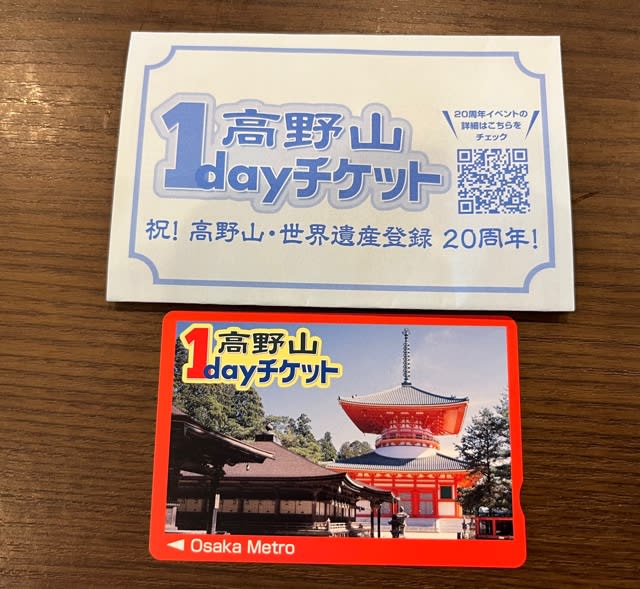 高野山
1dayチケット
20周年イベントの
詳細はこちらを
チェック
祝! 高野山・世界遺産登録 20周年!
高野山
1dayチケット
◀ Osaka Metro